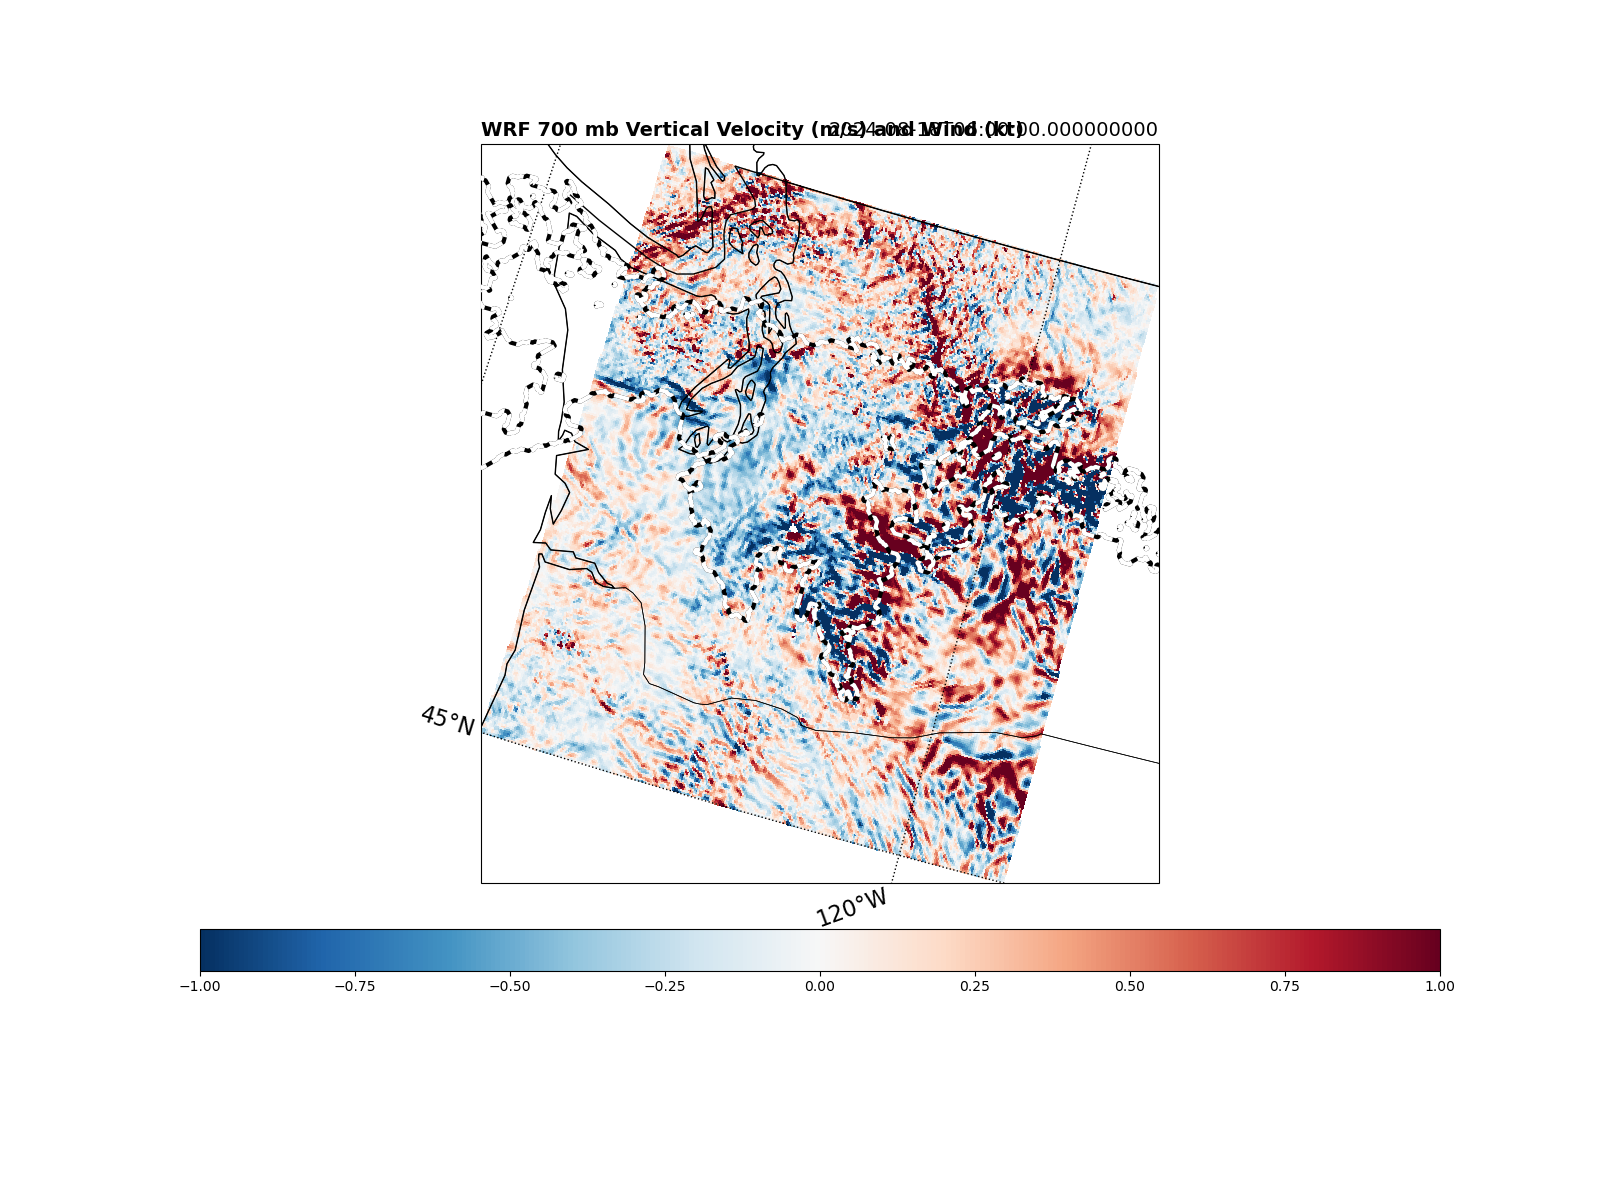 WRF 700 mb Vertical Velocity (m/s) and Wind (kt)
45°N
120°W
−1.00 −0.75 −0.50 −0.25 0.00 0.25 0.50 0.75 1.00